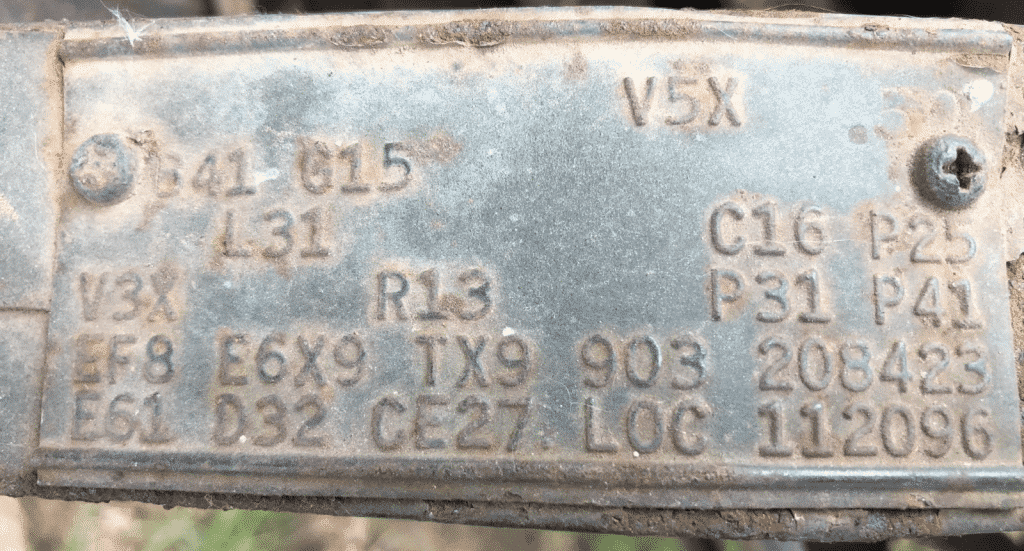 V5X
G41 G15
L31 C16 P25
V3X R13 P31 P41
EF8 E6X9 TX9 903 208423
E61 D32 CE27 LOC 112096